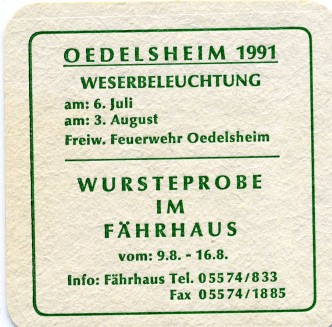 OEDELSHEIM 1991
WESERBELEUCHTUNG
am: 6. Juli
am: 3. August
Freiw. Feuerwehr Oedelsheim
WURSTEPROBE
IM
FÄHRHAUS
vom: 9.8. - 16.8.
Info: Fährhaus Tel. 05574/833
Fax 05574/1885